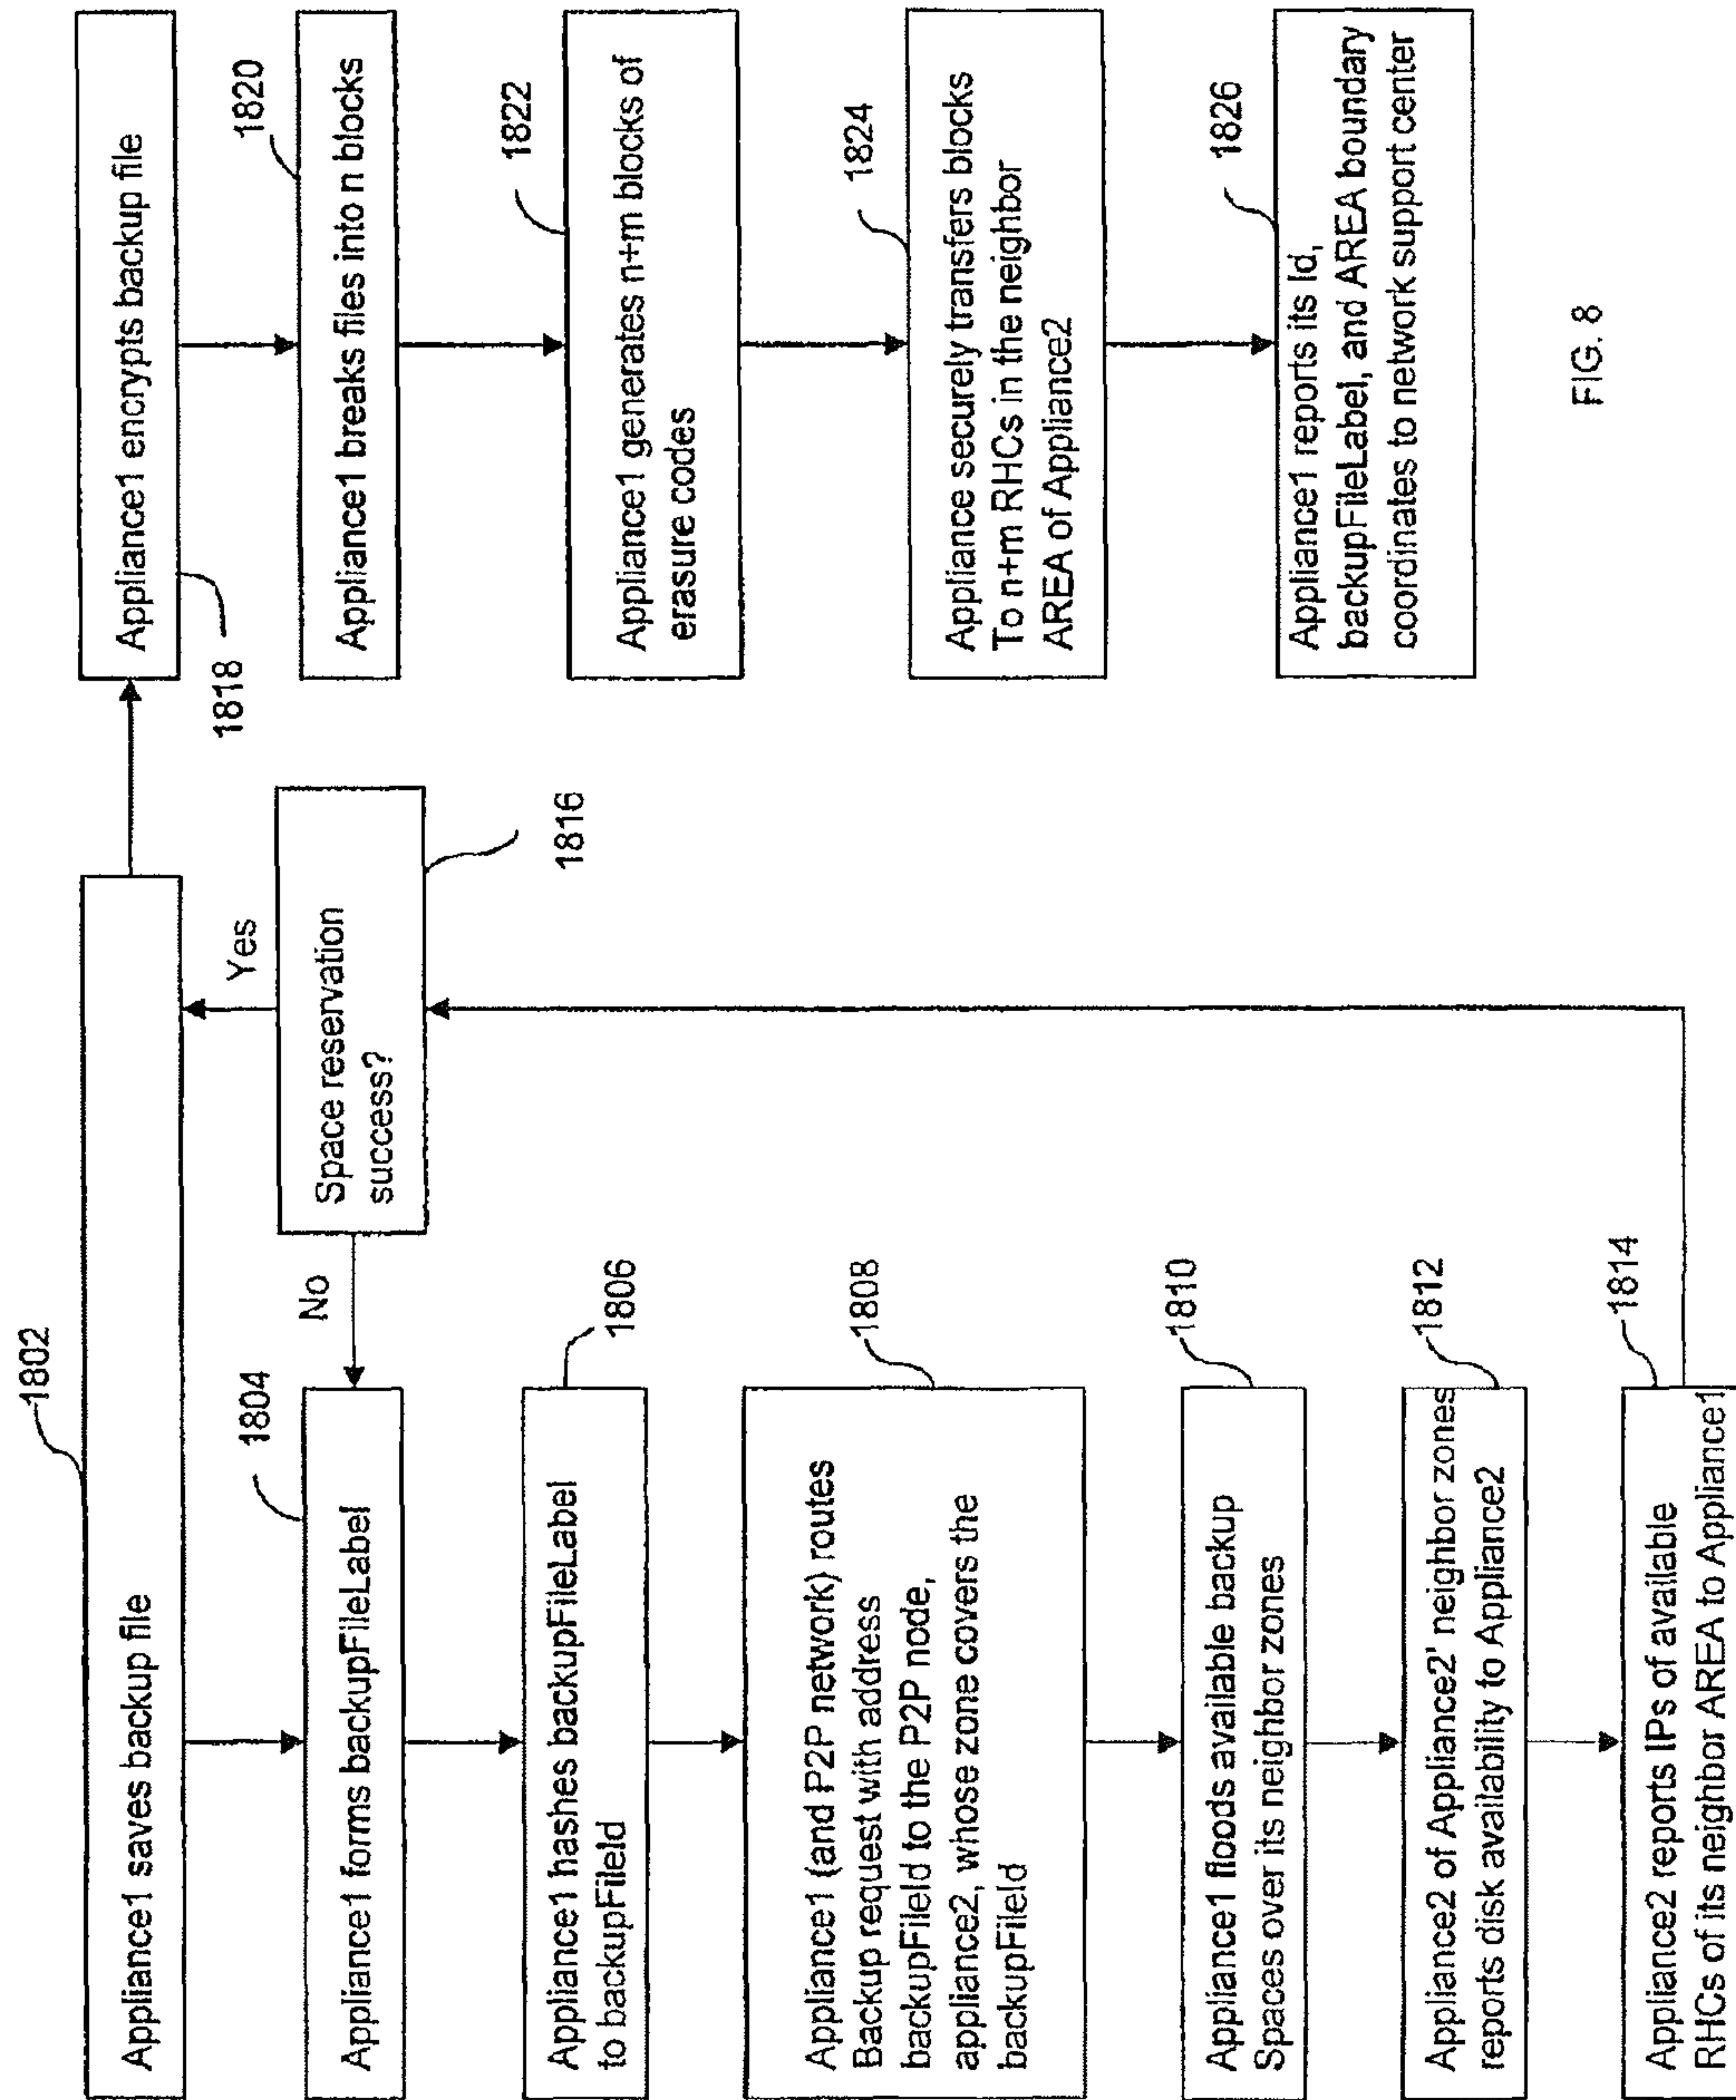 1802
Appliance1 saves backup file
1804
Appliance1 forms backupFileLabel
1806
Appliance1 hashes backupFileLabel
to backupFileId
1808
Appliance1 (and P2P network) routes
Backup request with address
backupFileId to the P2P node,
appliance2, whose zone covers the
backupFileId
1810
Appliance1 floods available backup
Spaces over its neighbor zones
1812
Appliance2 of Appliance2' neighbor zones
reports disk availability to Appliance2
1814
Appliance2 reports IPs of available
RHCs of its neighbor AREA to Appliance1
No
Yes
Space reservation
success?
1816
Appliance1 encrypts backup file
1818
1820
Appliance1 breaks files into n blocks
1822
Appliance1 generates n+m blocks of
erasure codes
1824
Appliance securely transfers blocks
To n+m RHCs in the neighbor
AREA of Appliance2
1826
Appliance1 reports its Id,
backupFileLabel, and AREA boundary
coordinates to network support center
FIG. 8